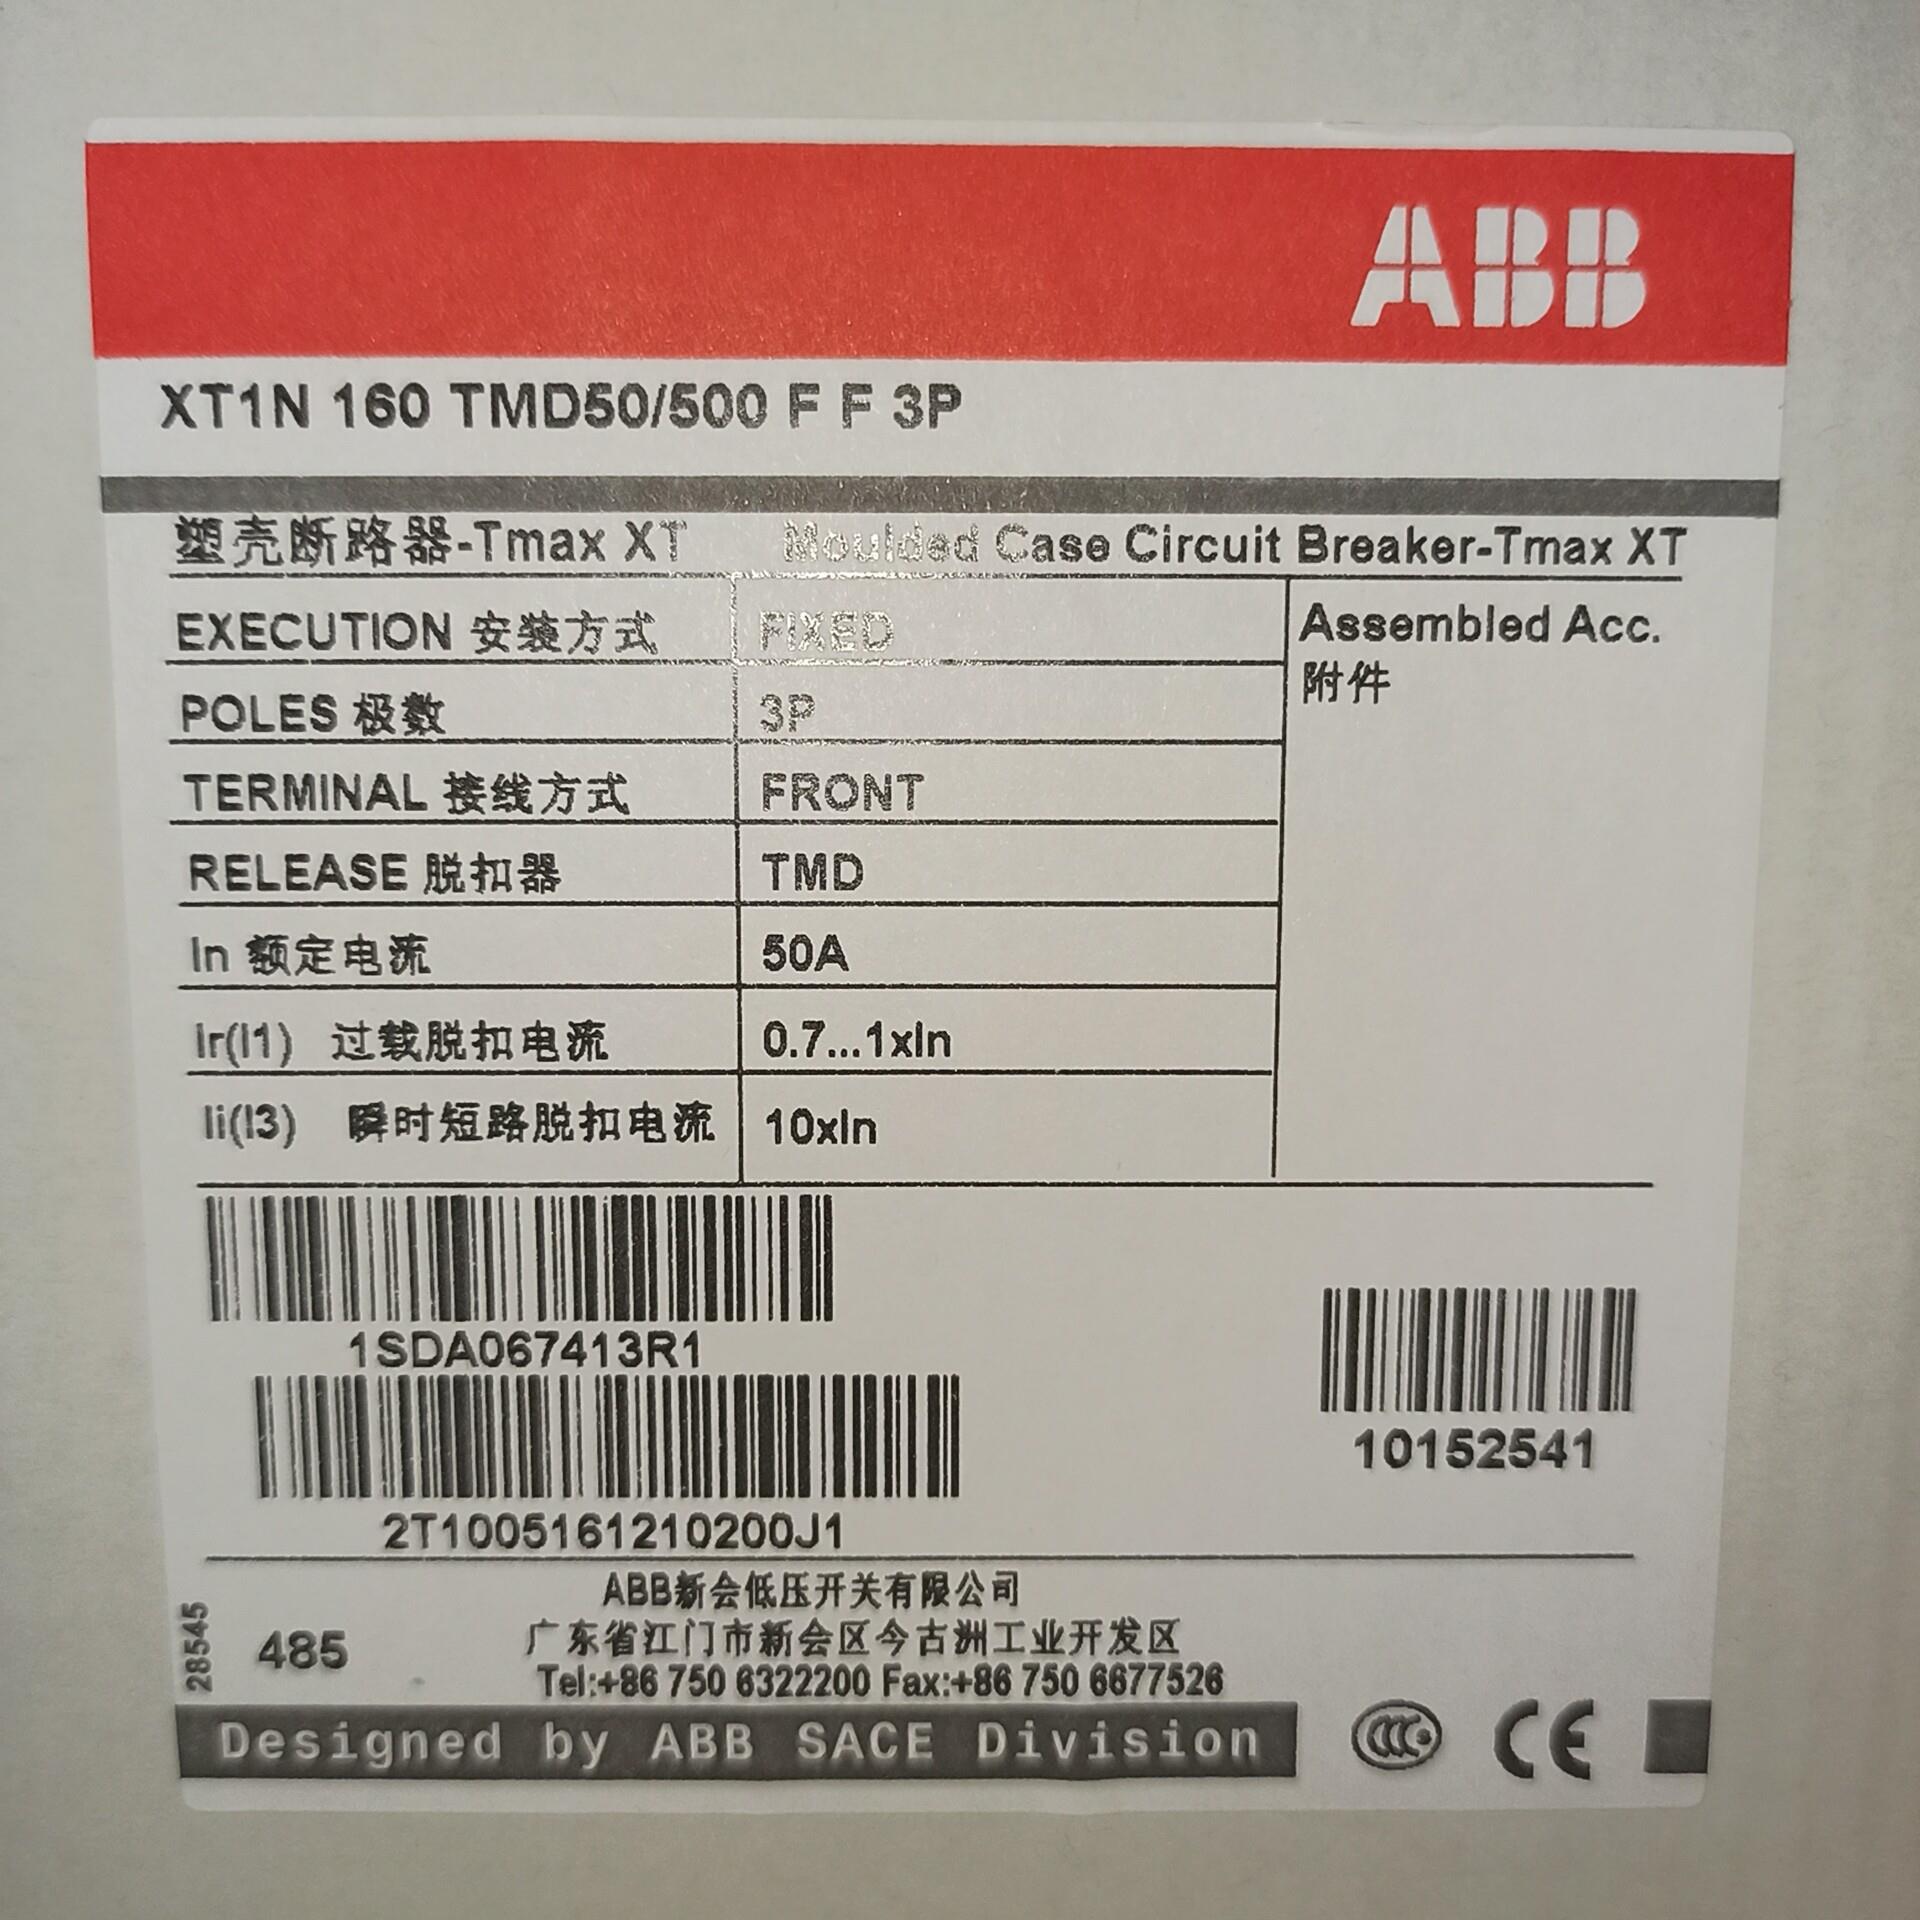 ABB
XT1N 160 TMD50/500 F F 3P
塑壳断路器-Tmax XT Moulded Case Circuit Breaker-Tmax XT
EXECUTION 安装方式 FIXED
Assembled Acc.
附件
POLES 极数 3P
TERMINAL 接线方式 FRONT
RELEASE 脱扣器 TMD
In 额定电流 50A
Ir(I1) 过载脱扣电流 0.7...1xIn
Ii(I3) 瞬时短路脱扣电流 10xIn
1SDA067413R1
10152541
2T1005161210200J1
ABB新会低压开关有限公司
广东省江门市新会区今古洲工业开发区
Tel:+86 750 6322200 Fax:+86 750 6677526
28545
485
Designed by ABB SACE Division
CCC CE